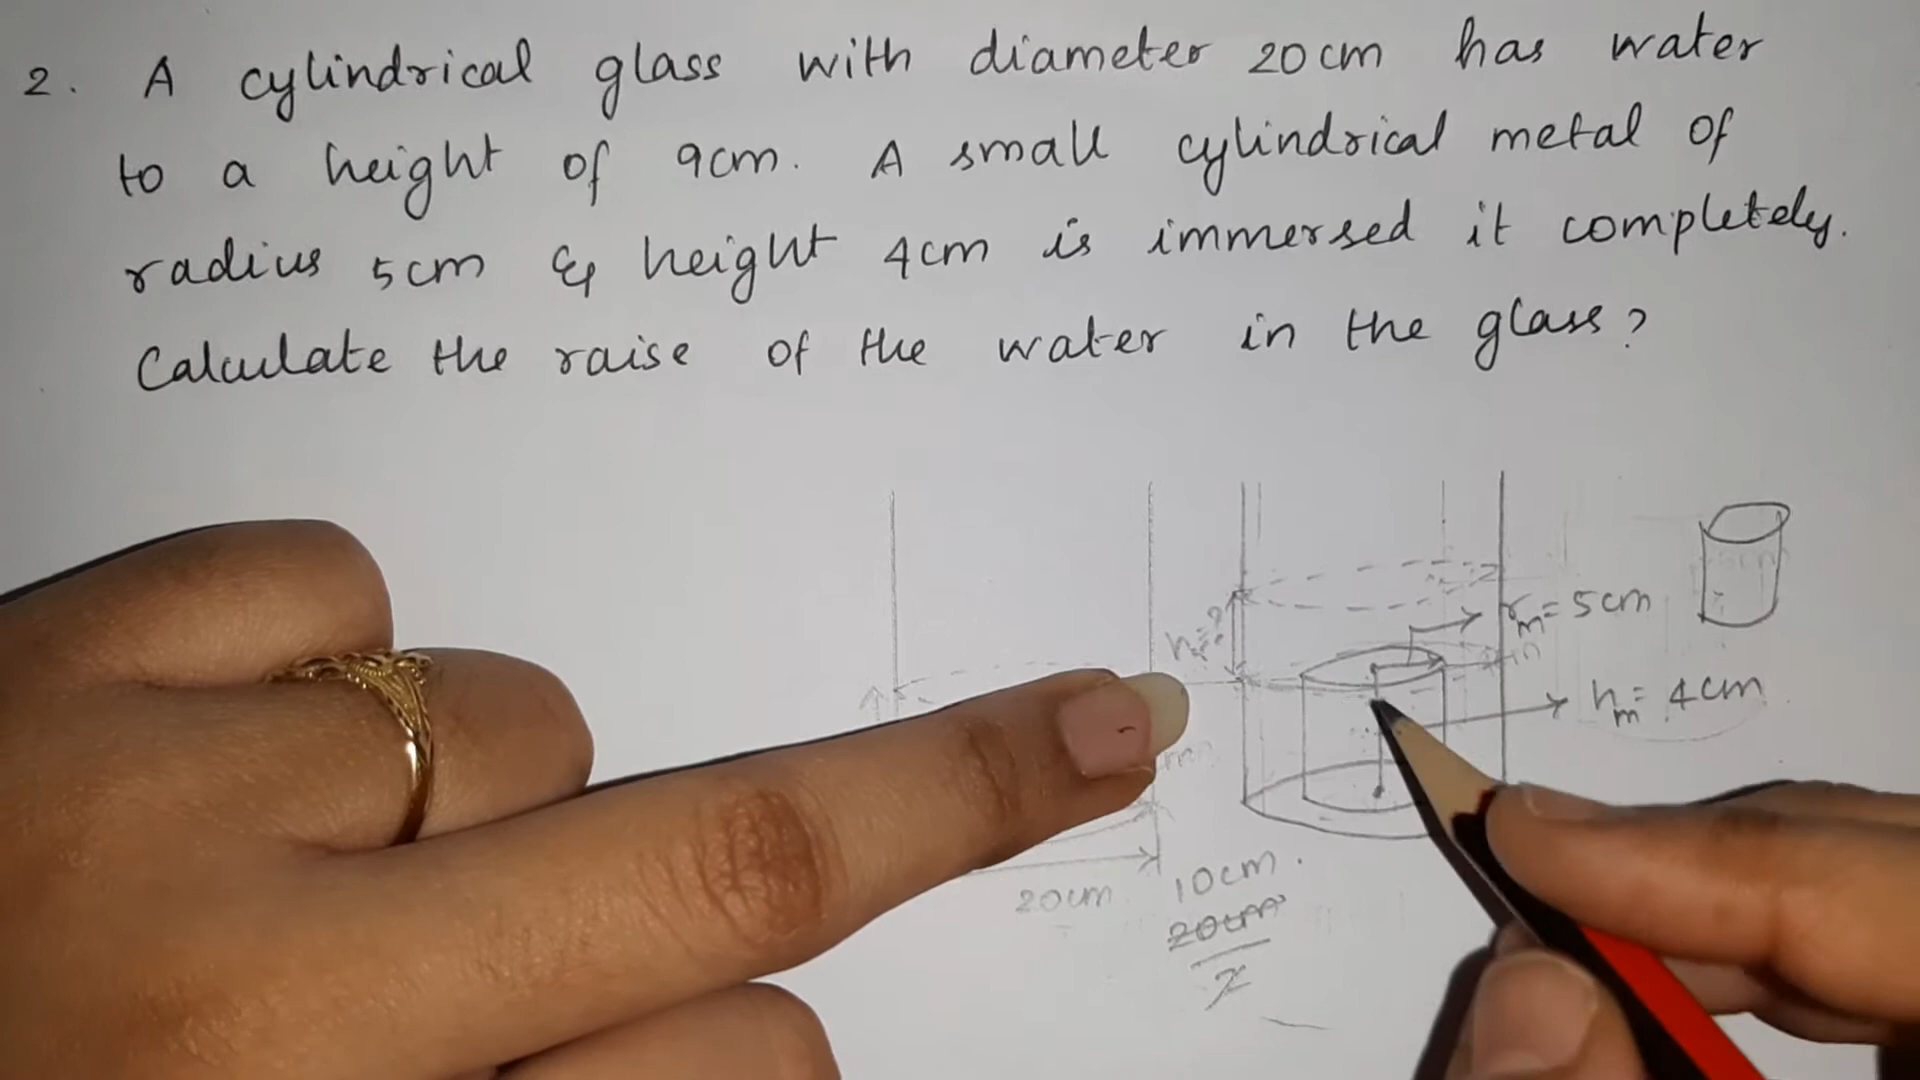 2. A cylindrical glass with diameter 20cm has water
to a height of 9cm. A small cylindrical metal of
radius 5cm & height 4cm is immersed it completely.
Calculate the raise of the water in the glass?
h=?
rm = 5cm
hm = 4cm
20cm
10cm.
20cm
2